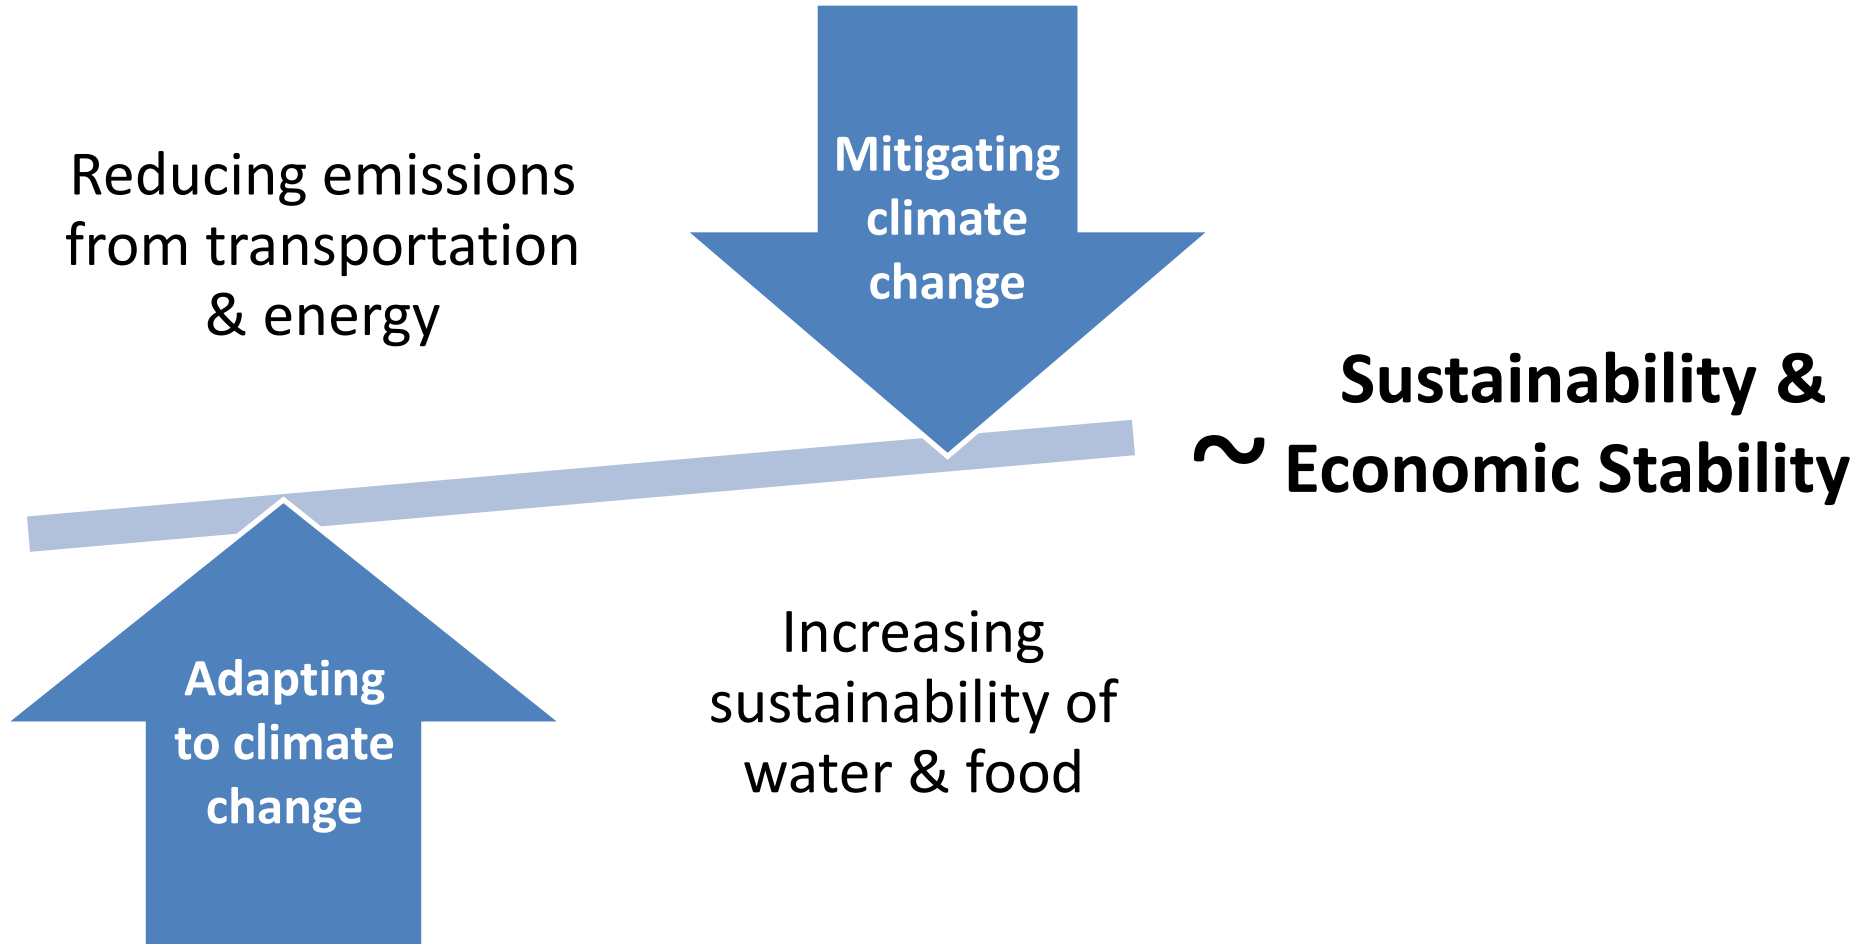 Reducing emissions
from transportation
& energy
Mitigating
climate
change
Sustainability &
~ Economic Stability
Adapting
to climate
change
Increasing
sustainability of
water & food